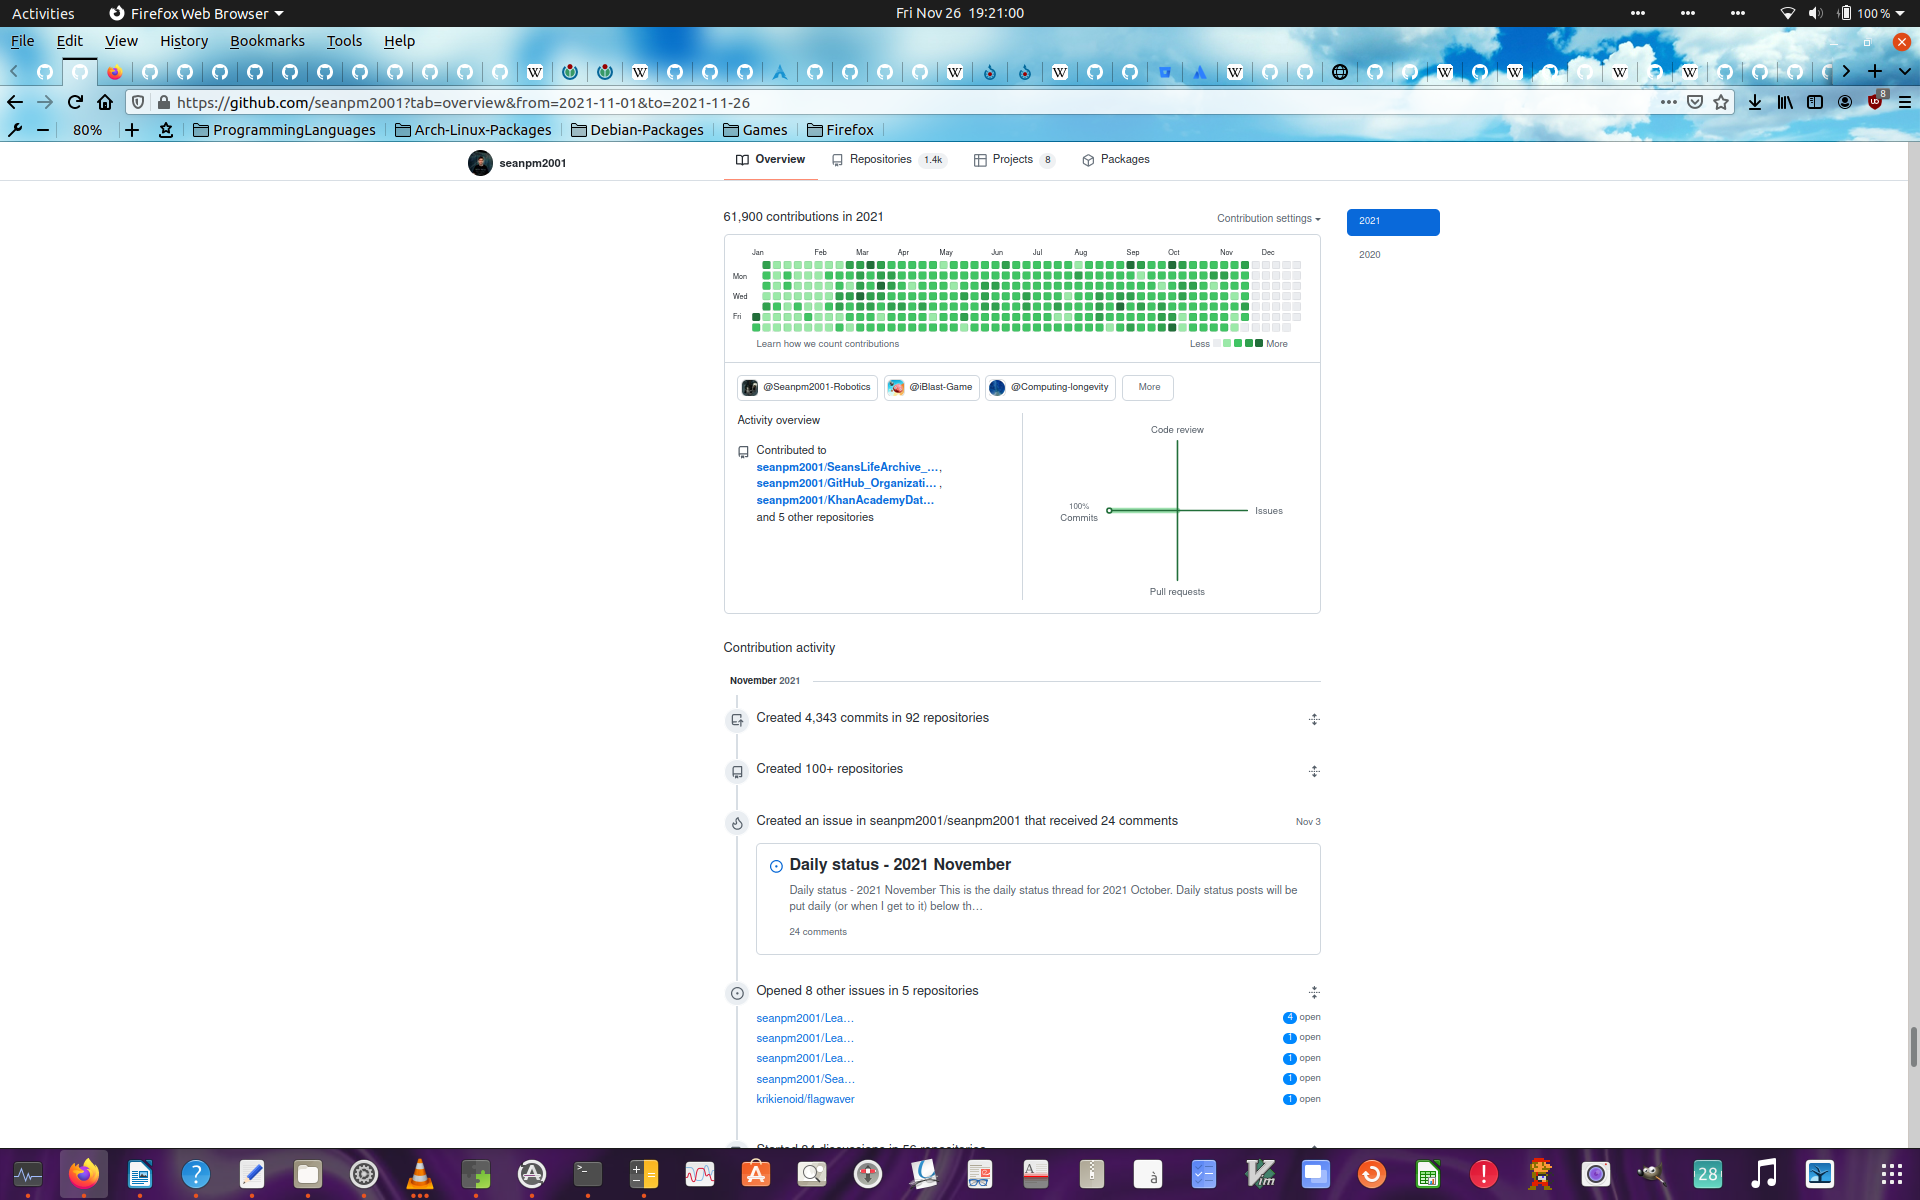 Activities Firefox Web Browser Fri Nov 26 19:21:00 100 %
File Edit View History Bookmarks Tools Help
https://github.com/seanpm2001?tab=overview&from=2021-11-01&to=2021-11-26 8
80% ProgrammingLanguages Arch-Linux-Packages Debian-Packages Games Firefox
seanpm2001 Overview Repositories 1.4k Projects 8 Packages
61,900 contributions in 2021 Contribution settings 2021
2020
Jan Feb Mar Apr May Jun Jul Aug Sep Oct Nov Dec
Mon
Wed
Fri
Learn how we count contributions Less More
@Seanpm2001-Robotics @iBlast-Game @Computing-longevity More
Activity overview
Code review
Contributed to
seanpm2001/SeansLifeArchive_…,
seanpm2001/GitHub_Organizati… ,
seanpm2001/KhanAcademyDat…
and 5 other repositories
100%
Commits
Issues
Pull requests
Contribution activity
November 2021
Created 4,343 commits in 92 repositories
Created 100+ repositories
Created an issue in seanpm2001/seanpm2001 that received 24 comments Nov 3
Daily status - 2021 November
Daily status - 2021 November This is the daily status thread for 2021 October. Daily status posts will be
put daily (or when I get to it) below th…
24 comments
Opened 8 other issues in 5 repositories
seanpm2001/Lea… 4 open
seanpm2001/Lea… 1 open
seanpm2001/Lea… 1 open
seanpm2001/Sea… 1 open
krikienoid/flagwaver 1 open
Started 24 discussions in 56 repositories
28